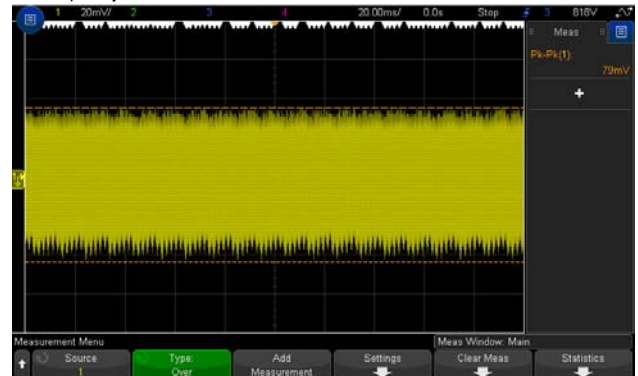 1 20mV/ 2 3 4 20.00ms/ 0.0s Stop 3 818V
Meas
Pk-Pk(1):
79mV
+
Measurement Menu
Meas Window: Main
Source
1
Type:
Over
Add
Measurement
Settings
Clear Meas
Statistics